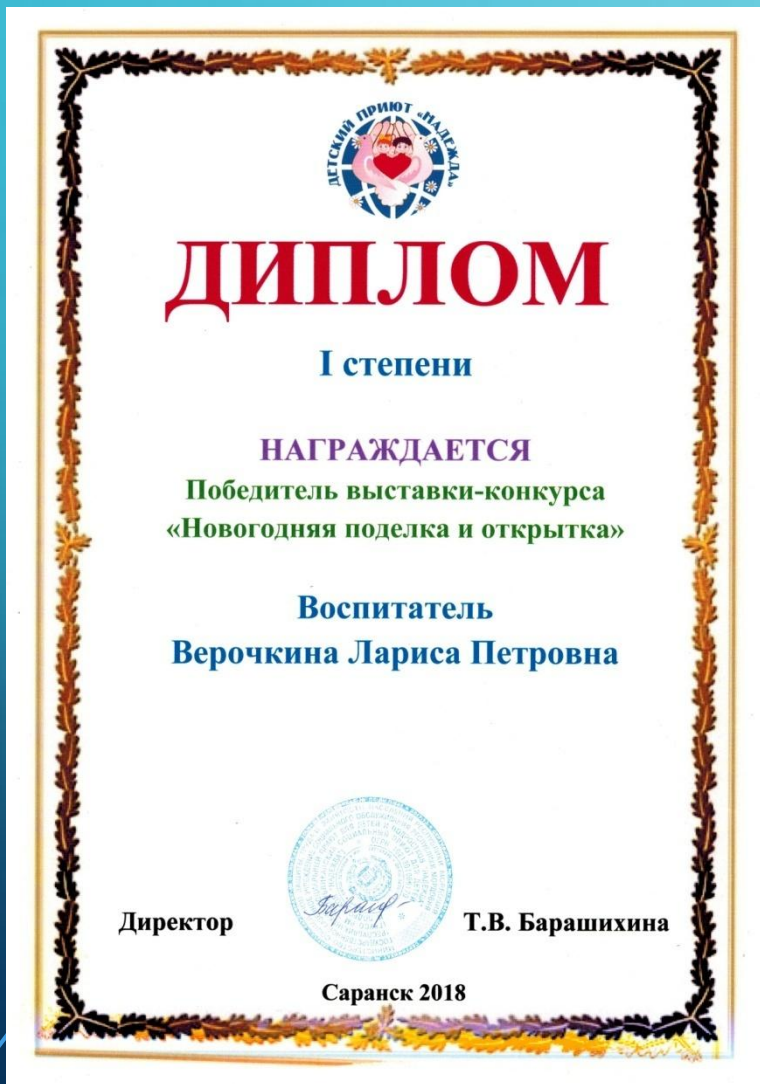 ДЕТСКИЙ ПРИЮТ «НАДЕЖДА»
ДИПЛОМ
I степени
НАГРАЖДАЕТСЯ
Победитель выставки-конкурса
«Новогодняя поделка и открытка»
Воспитатель
Верочкина Лариса Петровна
Директор
Т.В. Барашихина
Саранск 2018